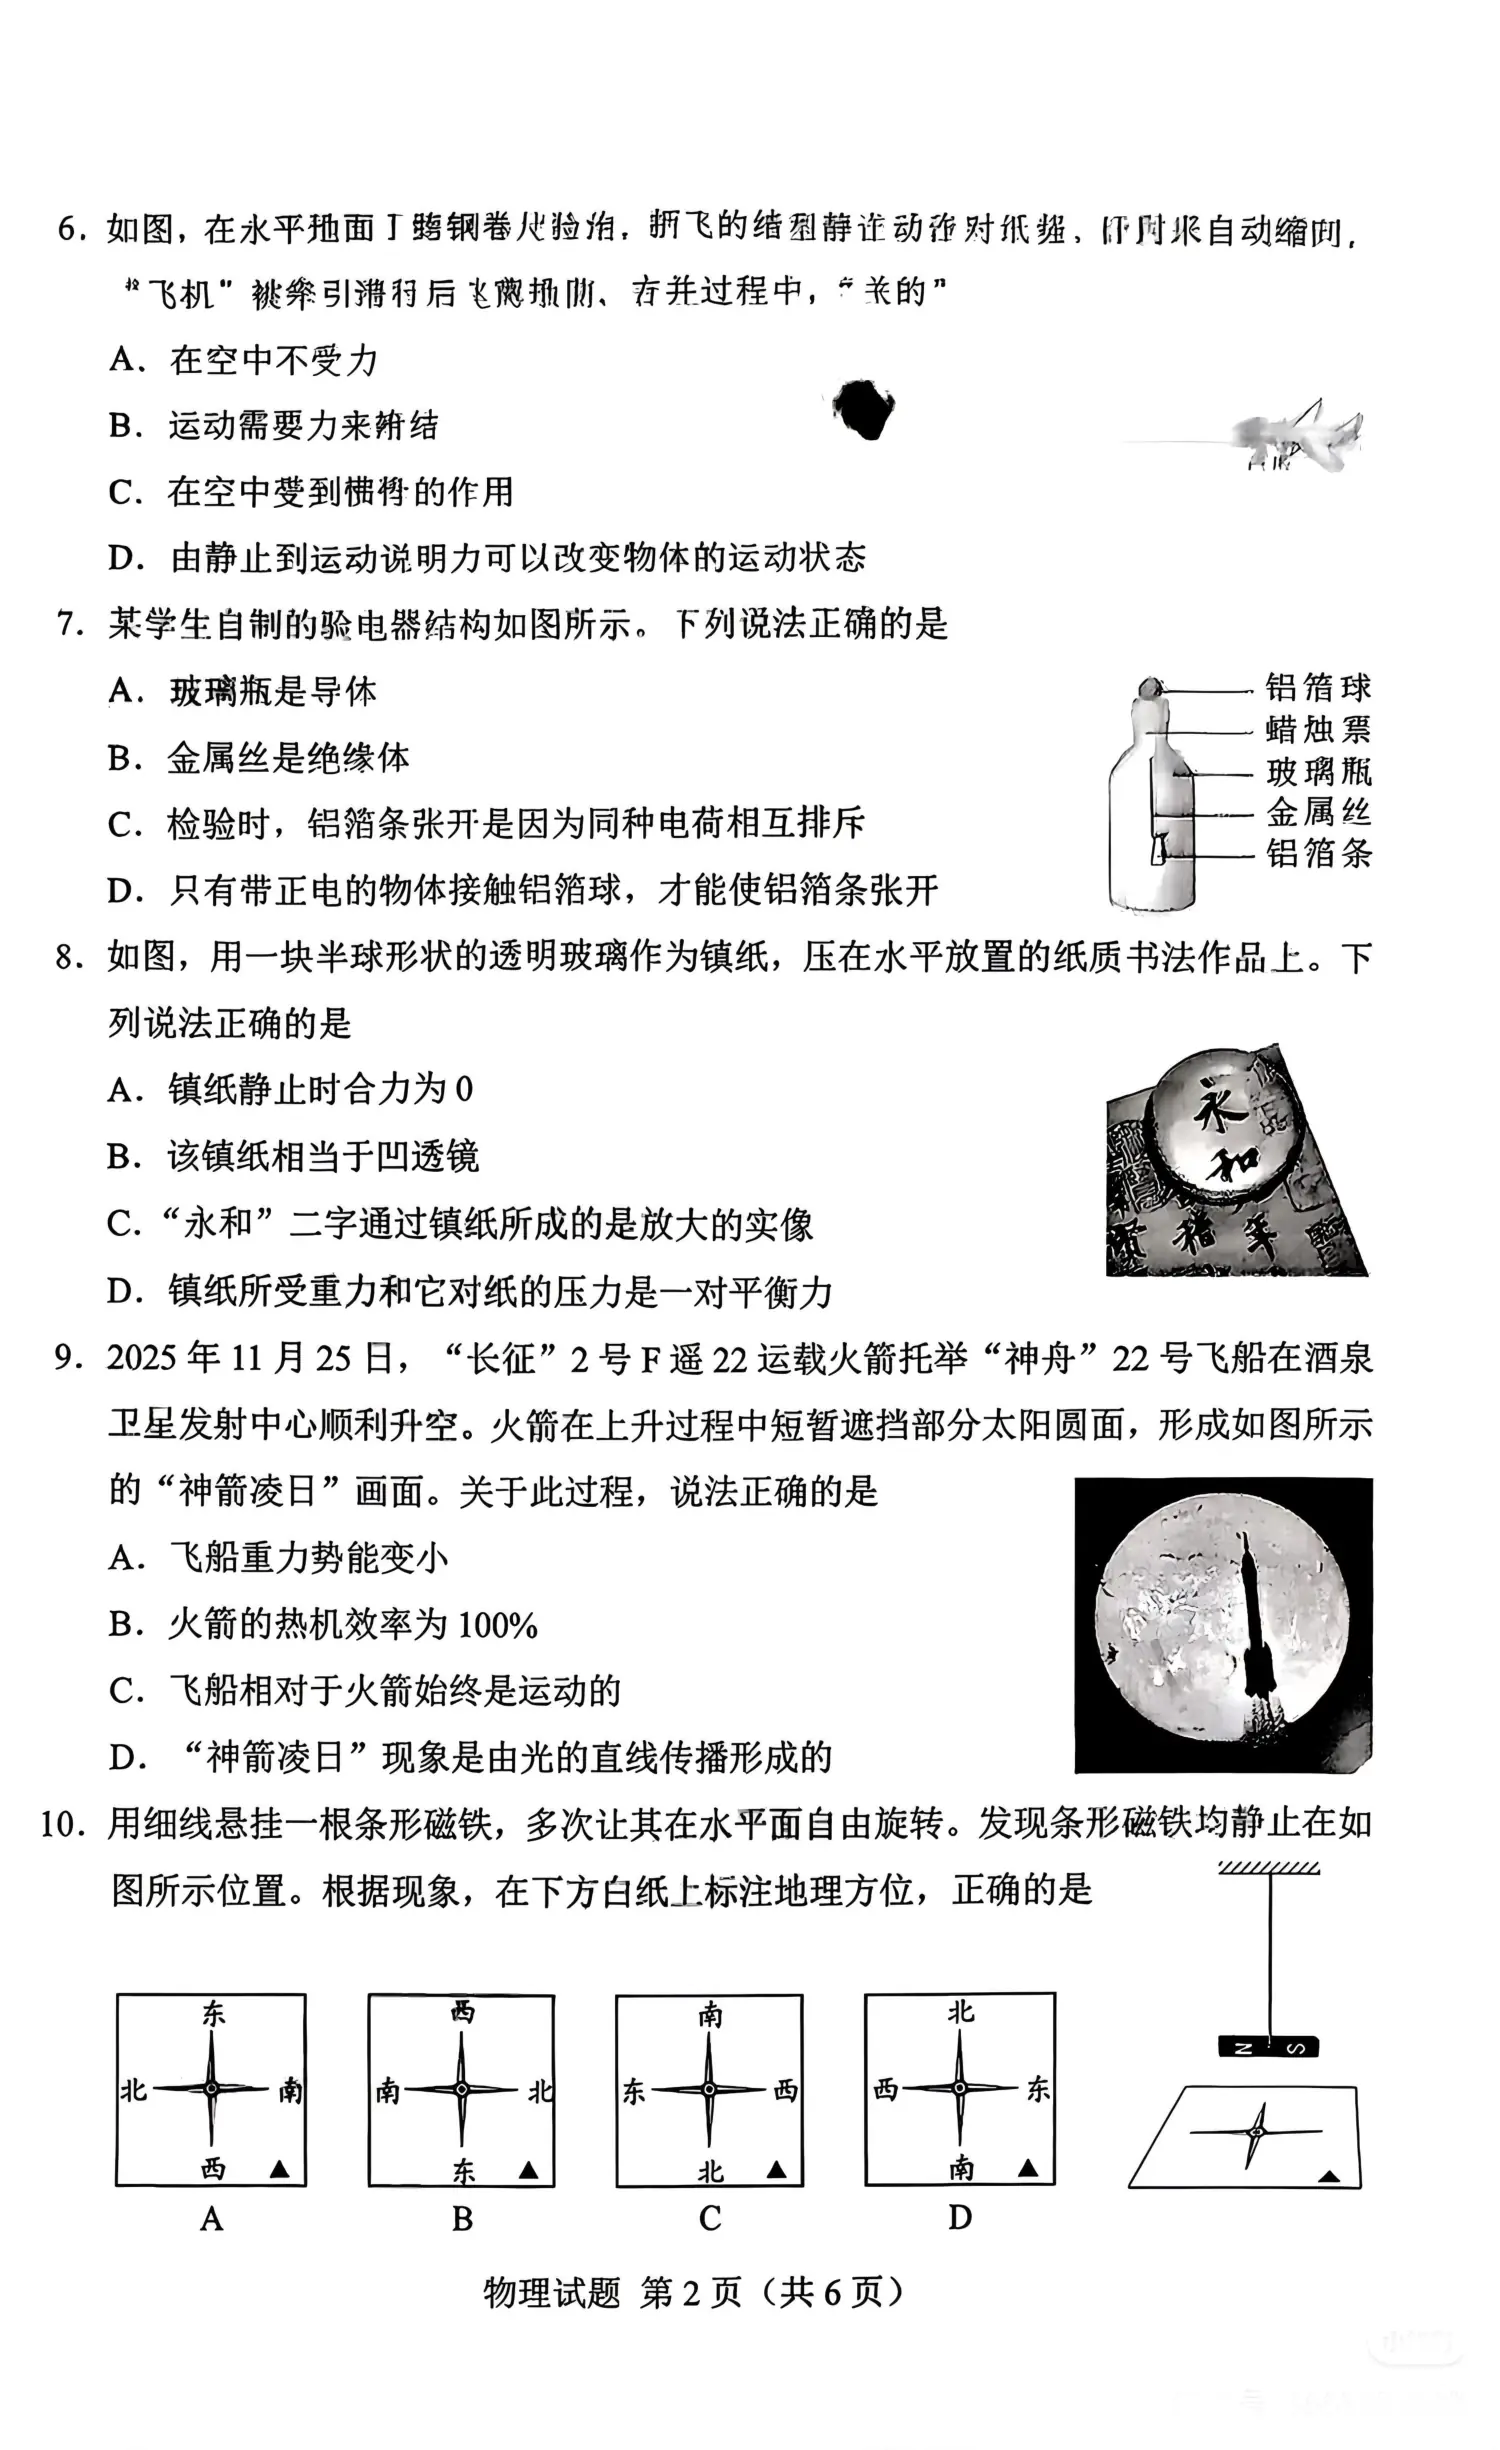 6. 如图，在水平地面
“飞机”
A. 在空中不受力
B. 运动需要力来
C. 在空中受到的作用
D. 由静止到运动说明力可以改变物体的运动状态
7. 某学生自制的验电器结构如图所示。下列说法正确的是
A. 玻璃瓶是导体
B. 金属丝是绝缘体
C. 检验时，铝箔条张开是因为同种电荷相互排斥
D. 只有带正电的物体接触铝箔球，才能使铝箔条张开
铝箔球
蜡烛
玻璃瓶
金属丝
铝箔条
8. 如图，用一块半球形状的透明玻璃作为镇纸，压在水平放置的纸质书法作品上。下
列说法正确的是
A. 镇纸静止时合力为0
B. 该镇纸相当于凹透镜
C.“永和”二字通过镇纸所成的是放大的实像
D. 镇纸所受重力和它对纸的压力是一对平衡力
永
和
9. 2025年11月25日，“长征”2号F遥22运载火箭托举“神舟”22号飞船在酒泉
卫星发射中心顺利升空。火箭在上升过程中短暂遮挡部分太阳圆面，形成如图所示
的“神箭凌日”画面。关于此过程，说法正确的是
A. 飞船重力势能变小
B. 火箭的热机效率为100%
C. 飞船相对于火箭始终是运动的
D. “神箭凌日”现象是由光的直线传播形成的
10. 用细线悬挂一根条形磁铁，多次让其在水平面自由旋转。发现条形磁铁均静止在如
图所示位置。根据现象，在下方白纸上标注地理方位，正确的是
东
北 南
西
A
西
南 北
东
B
南
东 西
北
C
北
西 东
南
D
N S
物理试题 第2页（共6页）